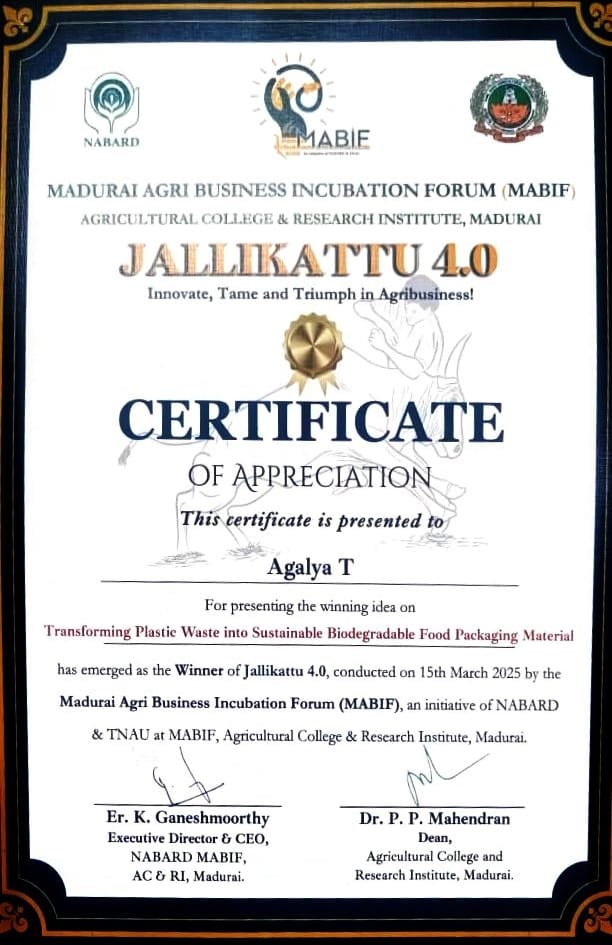 NABARD
MABIF
MADURAI AGRI BUSINESS INCUBATION FORUM (MABIF)
AGRICULTURAL COLLEGE & RESEARCH INSTITUTE, MADURAI
JALLIKATTU 4.0
Innovate, Tame and Triumph in Agribusiness!
CERTIFICATE
OF APPRECIATION
This certificate is presented to
Agalya T
For presenting the winning idea on
Transforming Plastic Waste into Sustainable Biodegradable Food Packaging Material
has emerged as the Winner of Jallikattu 4.0, conducted on 15th March 2025 by the
Madurai Agri Business Incubation Forum (MABIF), an initiative of NABARD
& TNAU at MABIF, Agricultural College & Research Institute, Madurai.
Er. K. Ganeshmoorthy
Executive Director & CEO,
NABARD MABIF,
AC & RI, Madurai.
Dr. P. P. Mahendran
Dean,
Agricultural College and
Research Institute, Madurai.